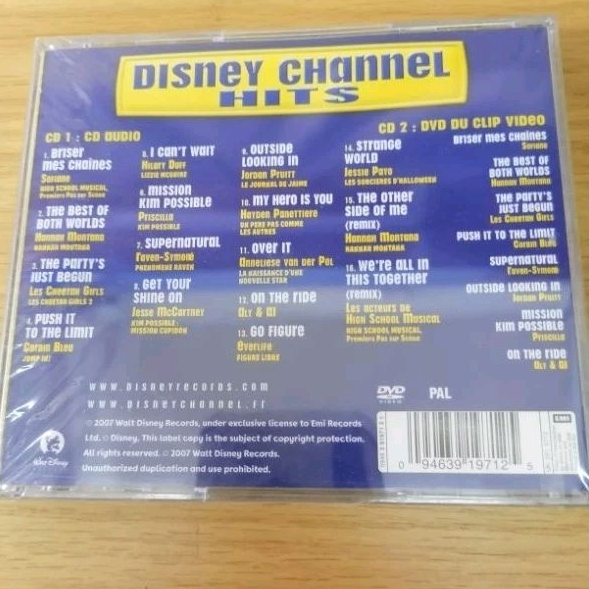 DISNEY CHANNEL
HITS
CD 1 : CD AUDIO
1. BRISER
MES CHAÎNES
Sofiane
HIGH SCHOOL MUSICAL,
Premiers Pas sur Scène
2. THE BEST OF
BOTH WORLDS
Hannah Montana
HANNAH MONTANA
3. THE PARTY'S
JUST BEGUN
Les Cheetah Girls
LES CHEETAH GIRLS 2
4. PUSH IT
TO THE LIMIT
Corbin Bleu
JUMP IN!
5. I CAN'T WAIT
Hilary Duff
LIZZIE MCGUIRE
6. MISSION
KIM POSSIBLE
Priscilla
KIM POSSIBLE
7. SUPERNATURAL
Raven-Symoné
PHÉNOMÈNE RAVEN
8. GET YOUR
SHINE ON
Jesse McCartney
KIM POSSIBLE :
MISSION CUPIDON
9. OUTSIDE
LOOKING IN
Jordan Pruitt
LE JOURNAL DE JAIME
10. MY HERO IS YOU
Hayden Panettiere
UN PÈRE PAS COMME
LES AUTRES
11. OVER IT
Anneliese van der Pol
LA NAISSANCE D'UNE
NOUVELLE STAR
12. ON THE RIDE
Aly & AJ
13. GO FIGURE
Everlife
FIGURE LIBRE
14. STRANGE
WORLD
Jessie Payo
LES SORCIÈRES D'HALLOWEEN
15. THE OTHER
SIDE OF ME
(REMIX)
Hannah Montana
HANNAH MONTANA
16. WE'RE ALL IN
THIS TOGETHER
(REMIX)
Les acteurs de
High School Musical
HIGH SCHOOL MUSICAL,
Premiers Pas sur Scène
CD 2 : DVD DU CLIP VIDEO
BRISER MES CHAÎNES
Sofiane
THE BEST OF
BOTH WORLDS
Hannah Montana
THE PARTY'S
JUST BEGUN
Les Cheetah Girls
PUSH IT TO THE LIMIT
Corbin Bleu
SUPERNATURAL
Raven-Symoné
OUTSIDE LOOKING IN
Jordan Pruitt
MISSION
KIM POSSIBLE
Priscilla
ON THE RIDE
Aly & AJ
www.disneyrecords.com
www.disneychannel.fr
DVD
VIDEO
PAL
℗ 2007 Walt Disney Records, under exclusive license to Emi Records
Ltd. © Disney. This label copy is the subject of copyright protection.
All rights reserved. © 2007 Walt Disney Records.
Unauthorized duplication and use prohibited.
Walt Disney
EMI
0 94639 19712 5